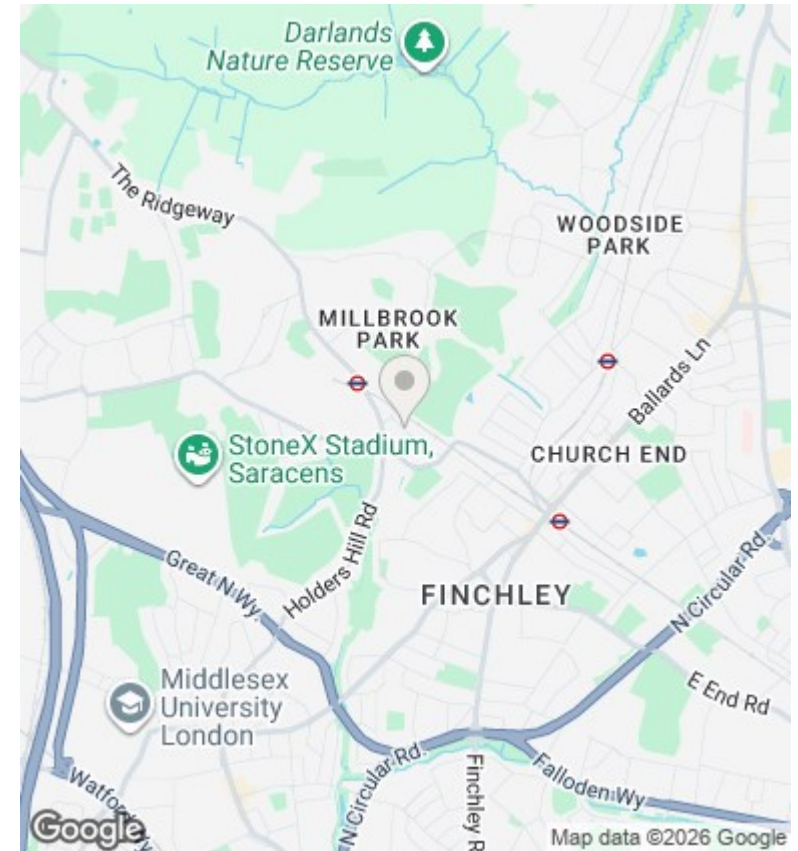 Darlands
Nature Reserve
The Ridgeway
WOODSIDE
PARK
MILLBROOK
PARK
Ballards Ln
StoneX Stadium,
Saracens
CHURCH END
Holders Hill Rd
Great N Wy.
FINCHLEY
N Circular Rd.
E End Rd
Middlesex
University
London
N Circular Rd.
Finchley R
Falloden Wy
Watford
Google
Map data ©2026 Google